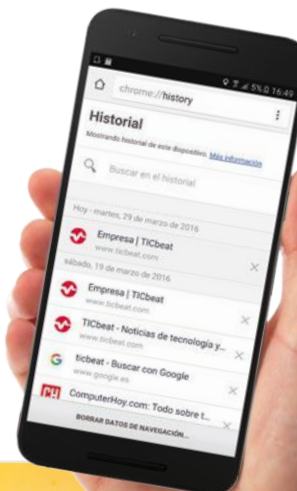 5% 16:49
chrome://history
Historial
Mostrando historial de este dispositivo. Más información
Buscar en el historial
Hoy - martes, 29 de marzo de 2016
Empresa | TICbeat
www.ticbeat.com
sábado, 19 de marzo de 2016
Empresa | TICbeat
www.ticbeat.com
TICbeat - Noticias de tecnología y...
www.ticbeat.com
ticbeat - Buscar con Google
www.google.es
ComputerHoy.com: Todo sobre t...
BORRAR DATOS DE NAVEGACIÓN...